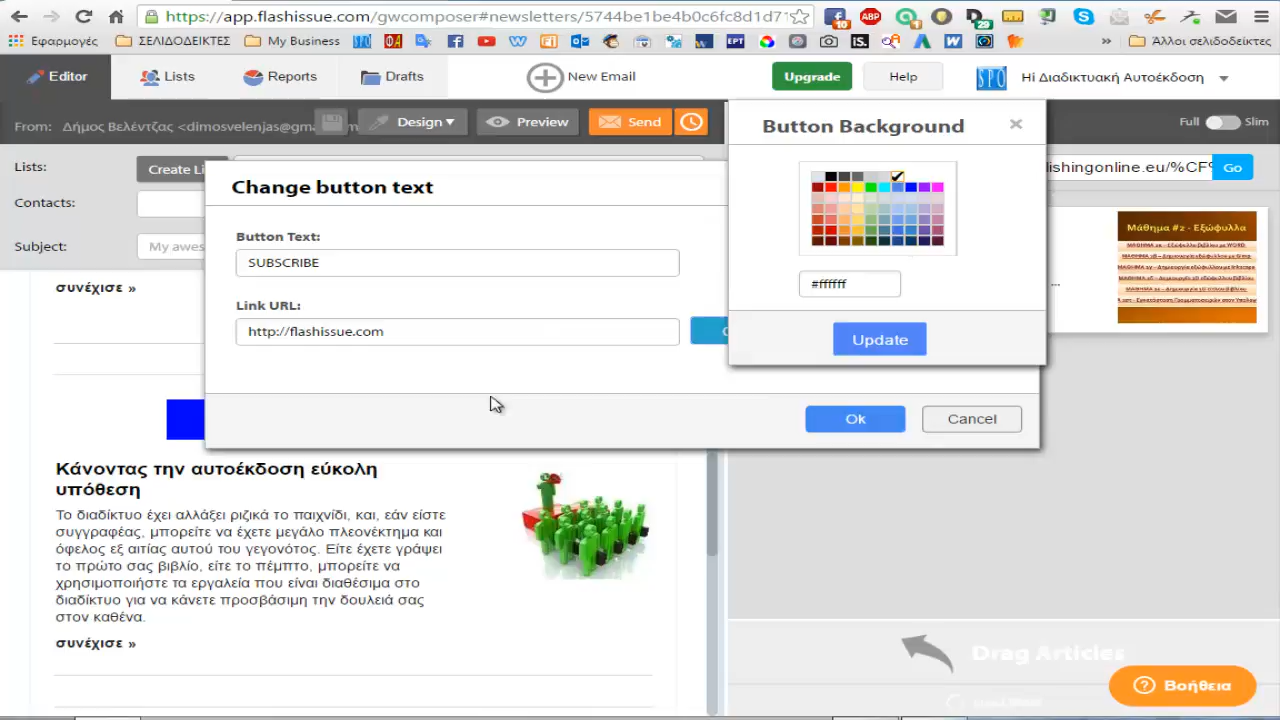 https://app.flashissue.com/gwcomposer#newsletters/5744be1be4b0c6fc8d1d71
Εφαρμογές
ΣΕΛΙΔΟΔΕΙΚΤΕΣ
MyBusiness
Άλλοι σελιδοδείκτες
Editor
Lists
Reports
Drafts
New Email
Upgrade
Help
Hi Διαδικτυακή Αυτοέκδοση
From:
Δήμος Βελέντζας <dimosvelenjas@gm
Design
Preview
Send
Full
Slim
Lists:
Create Li
Contacts:
Subject:
My awes
Button Background
#ffffff
Update
Go
Change button text
Button Text:
SUBSCRIBE
Link URL:
http://flashissue.com
Ok
Cancel
Μάθημα #2 - Εξώφυλλα
συνέχισε »
Κάνοντας την αυτοέκδοση εύκολη
υπόθεση
Το διαδίκτυο έχει αλλάξει ριζικά το παιχνίδι, και, εάν είστε
συγγραφέας, μπορείτε να έχετε μεγάλο πλεονέκτημα και
όφελος εξ αιτίας αυτού του γεγονότος. Είτε έχετε γράψει
το πρώτο σας βιβλίο, είτε το πέμπτο, μπορείτε να
χρησιμοποιήστε τα εργαλεία που είναι διαθέσιμα στο
διαδίκτυο για να κάνετε προσβάσιμη την δουλειά σας
στον καθένα.
συνέχισε »
Drag Articles
Βοήθεια